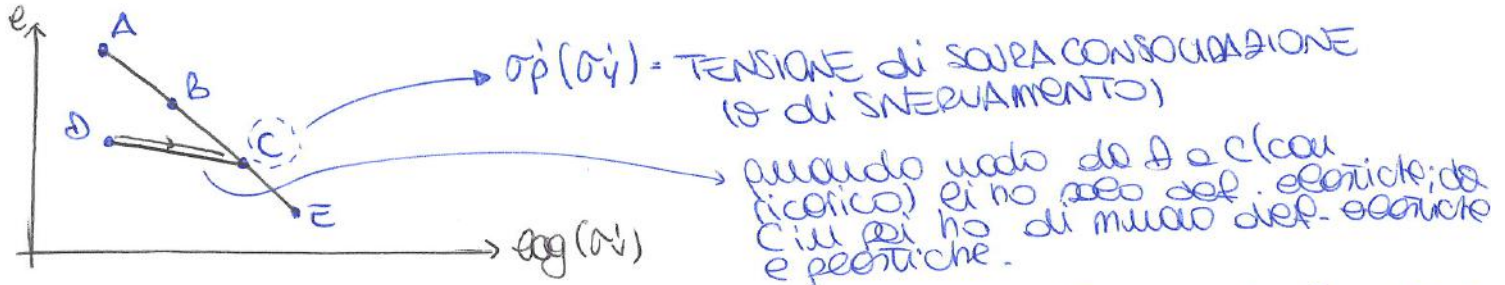 e
A
B
D
C
E
log(σ'v)
σ'p(σ'y) = TENSIONE di SOVRACONSOLIDAZIONE
(o di SNERVAMENTO)
quando vado da D a C (con
ricarico) ei ho solo def. elastiche; da
C in poi ho di nuovo def. elastiche
e plastiche.